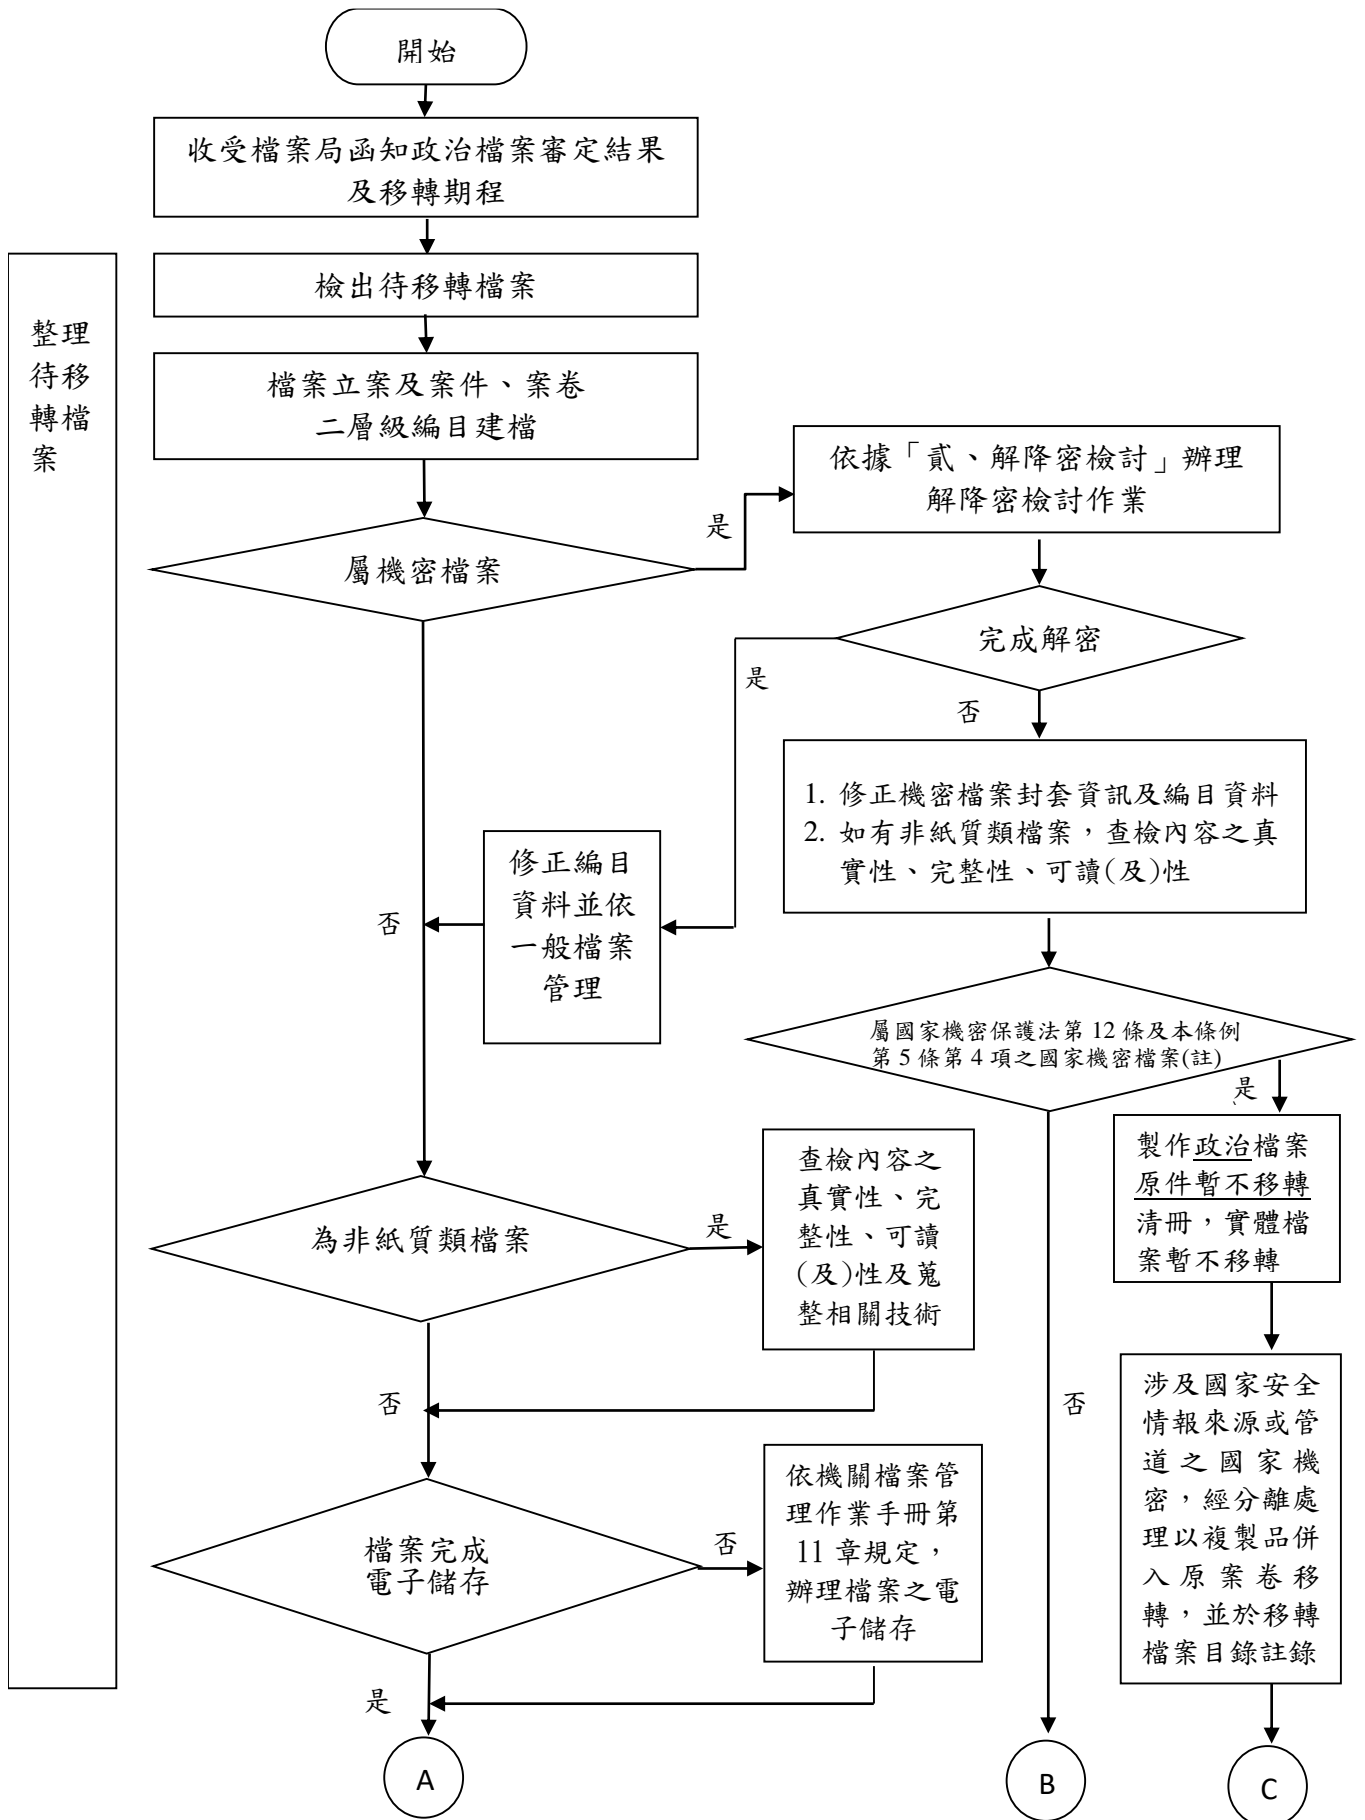 開始
收受檔案局函知政治檔案審定結果
及移轉期程
檢出待移轉檔案
整理
待移
轉檔
案
檔案立案及案件、案卷
二層級編目建檔
依據「貳、解降密檢討」辦理
解降密檢討作業
是
屬機密檔案
完成解密
是
否
1. 修正機密檔案封套資訊及編目資料
2. 如有非紙質類檔案，查檢內容之真
實性、完整性、可讀(及)性
修正編目
資料並依
一般檔案
管理
否
屬國家機密保護法第 12 條及本條例
第 5 條第 4 項之國家機密檔案(註)
是
、
製作政治檔案
原件暫不移轉
清冊，實體檔
案暫不移轉
查檢內容之
真實性、完
整性、可讀
(及)性及蒐
整相關技術
為非紙質類檔案
是
否
否
涉及國家安全
情報來源或管
道之國家機
密，經分離處
理以複製品併
入原案卷移
轉，並於移轉
檔案目錄註錄
依機關檔案管
理作業手冊第
11 章規定，
辦理檔案之電
子儲存
檔案完成
電子儲存
否
是
A
B
C